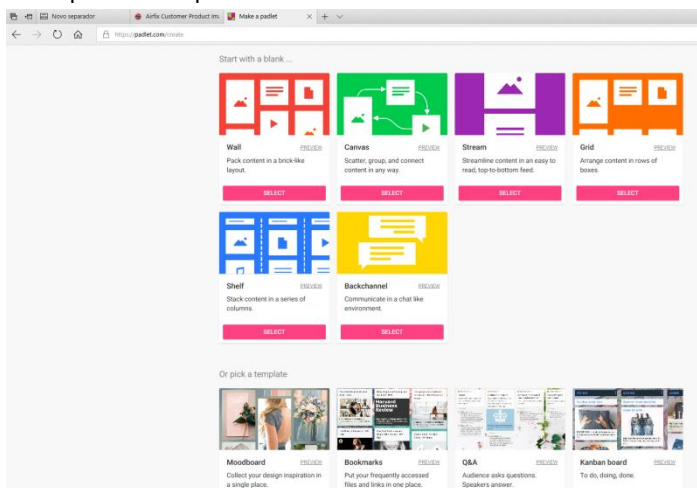 Novo separador
Airfix Customer Product Im
Make a padlet
https://padlet.com/create
Start with a blank ...
Wall PREVIEW
Pack content in a brick-like
layout.
SELECT
Canvas PREVIEW
Scatter, group, and connect
content in any way.
SELECT
Stream PREVIEW
Streamline content in an easy to
read, top-to-bottom feed.
SELECT
Grid PREVIEW
Arrange content in rows of
boxes.
SELECT
Shelf PREVIEW
Stack content in a series of
columns.
SELECT
Backchannel PREVIEW
Communicate in a chat like
environment.
SELECT
Or pick a template
Harvard
Business
Review
Moodboard PREVIEW
Collect your design inspiration in
a single place.
Bookmarks PREVIEW
Put your frequently accessed
files and links in one place.
Q&A PREVIEW
Audience asks questions.
Speakers answer.
Kanban board PREVIEW
To do, doing, done.